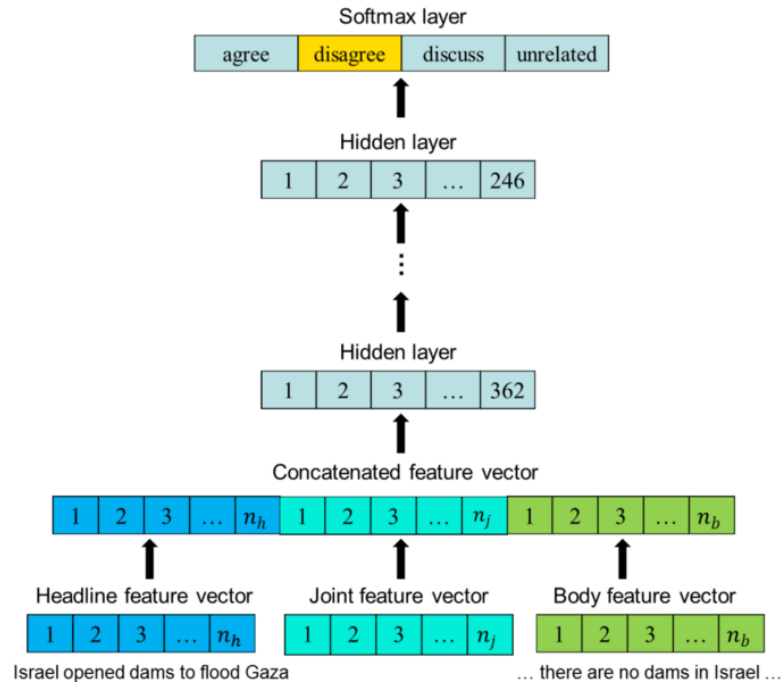 Softmax layer
agree disagree discuss unrelated
Hidden layer
1 2 3 … 246
⋮
Hidden layer
1 2 3 … 362
Concatenated feature vector
1 2 3 … n_h 1 2 3 … n_j 1 2 3 … n_b
Headline feature vector Joint feature vector Body feature vector
1 2 3 … n_h 1 2 3 … n_j 1 2 3 … n_b
Israel opened dams to flood Gaza … there are no dams in Israel …